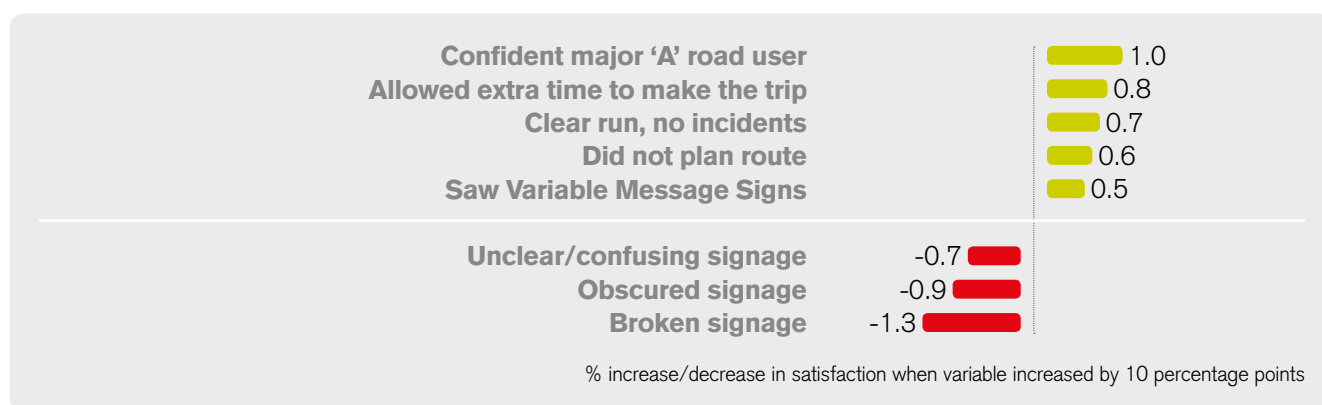 Confident major ‘A’ road user 1.0
Allowed extra time to make the trip 0.8
Clear run, no incidents 0.7
Did not plan route 0.6
Saw Variable Message Signs 0.5
Unclear/confusing signage -0.7
Obscured signage -0.9
Broken signage -1.3
% increase/decrease in satisfaction when variable increased by 10 percentage points